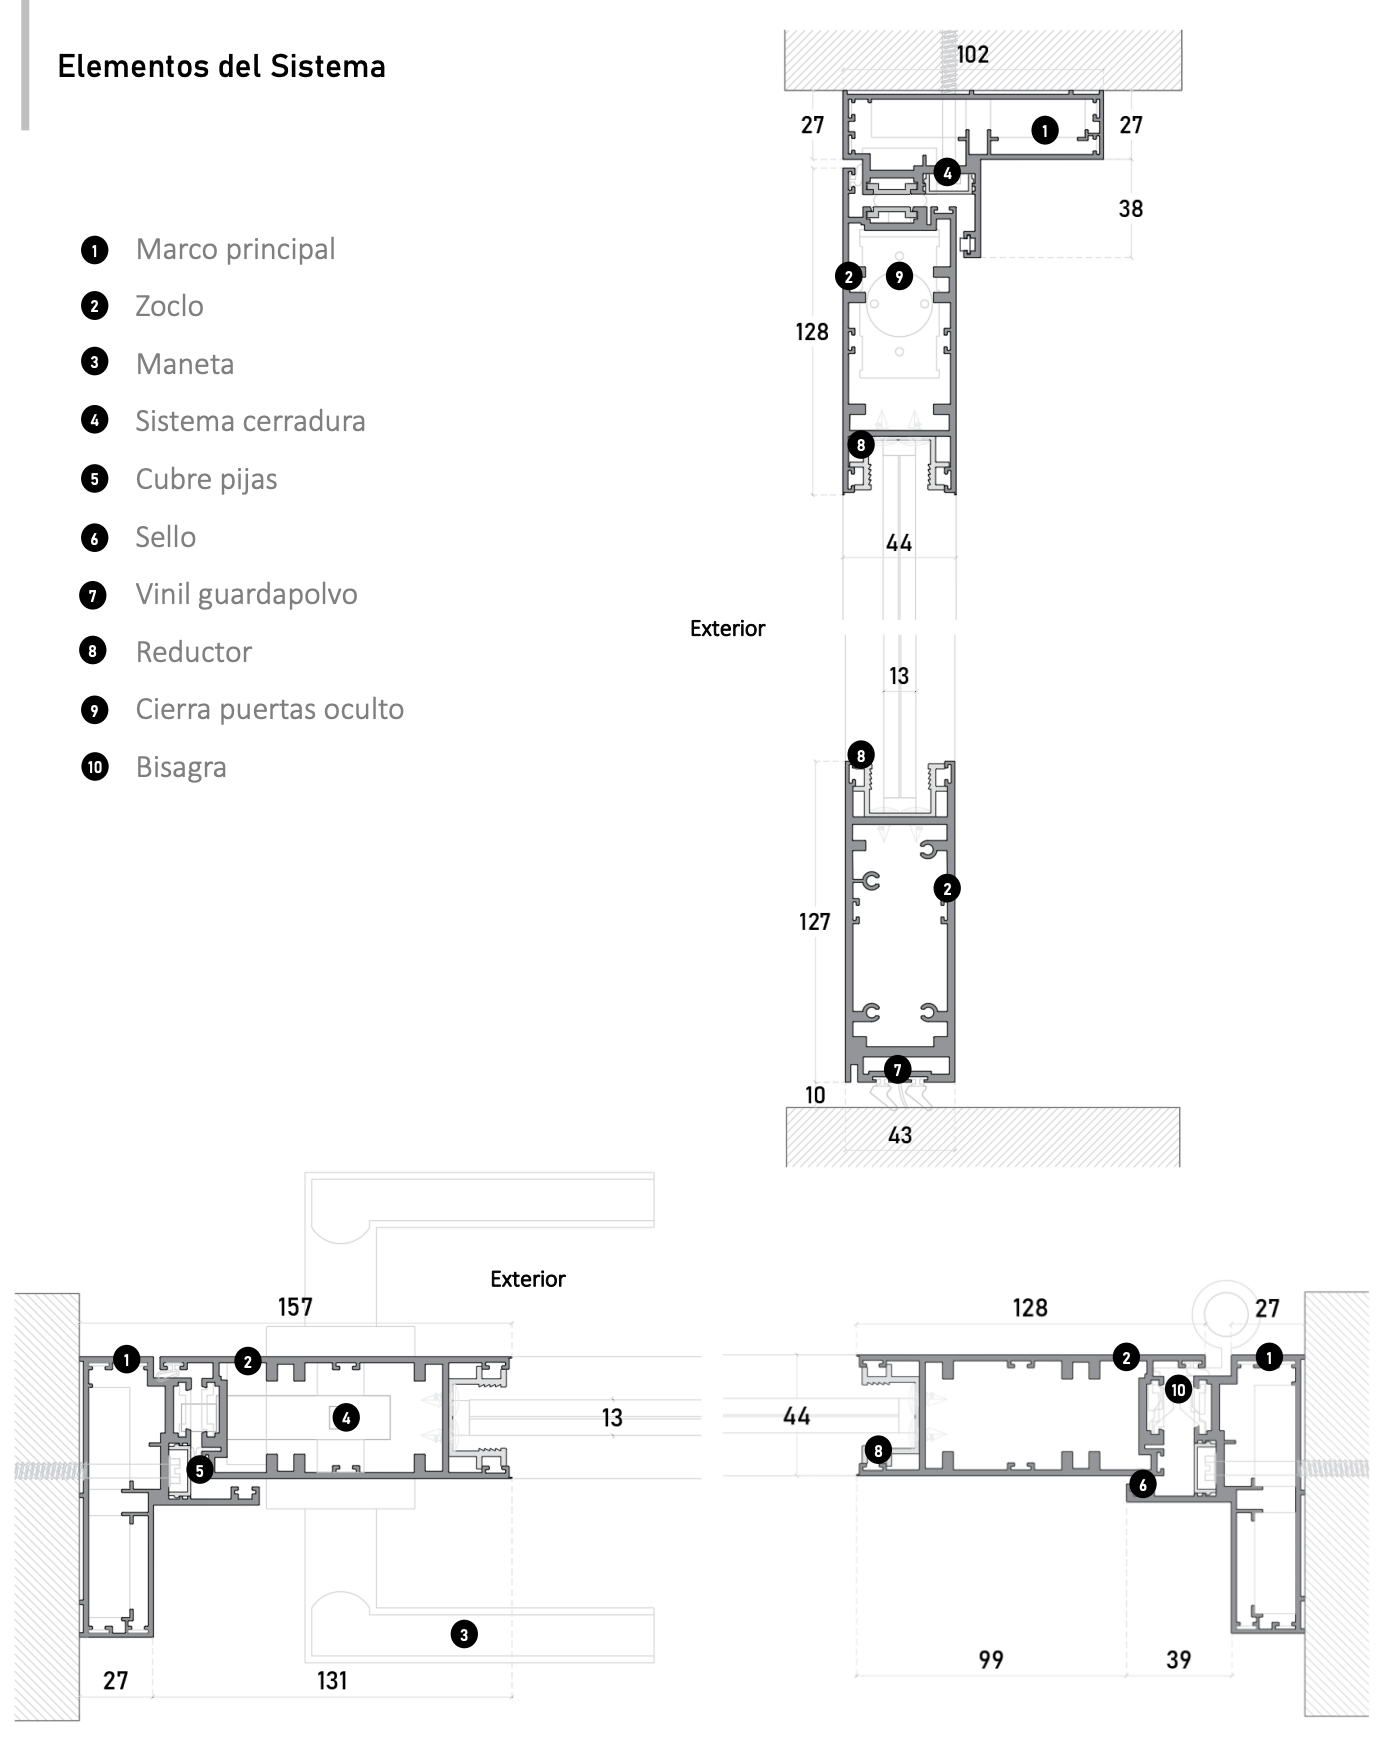 Elementos del Sistema
1 Marco principal
2 Zoclo
3 Maneta
4 Sistema cerradura
5 Cubre pijas
6 Sello
7 Vinil guardapolvo
8 Reductor
9 Cierra puertas oculto
10 Bisagra
102
27
1
27
4
38
2
9
128
8
44
Exterior
13
8
2
127
7
10
43
Exterior
157
1
2
4
13
5
3
27
131
128
27
2
1
10
44
8
6
99
39